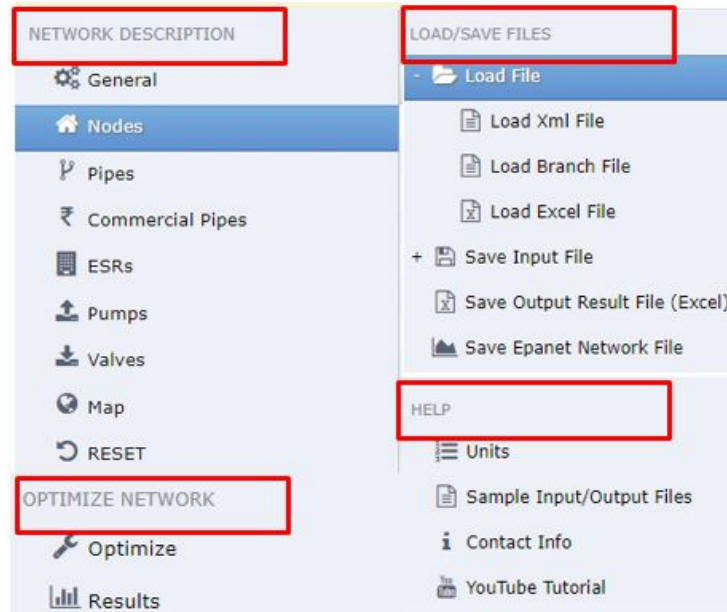 NETWORK DESCRIPTION
General
Nodes
Pipes
₹ Commercial Pipes
ESRs
Pumps
Valves
Map
RESET
OPTIMIZE NETWORK
Optimize
Results
LOAD/SAVE FILES
- Load File
Load Xml File
Load Branch File
Load Excel File
+ Save Input File
Save Output Result File (Excel)
Save Epanet Network File
HELP
Units
Sample Input/Output Files
Contact Info
YouTube Tutorial